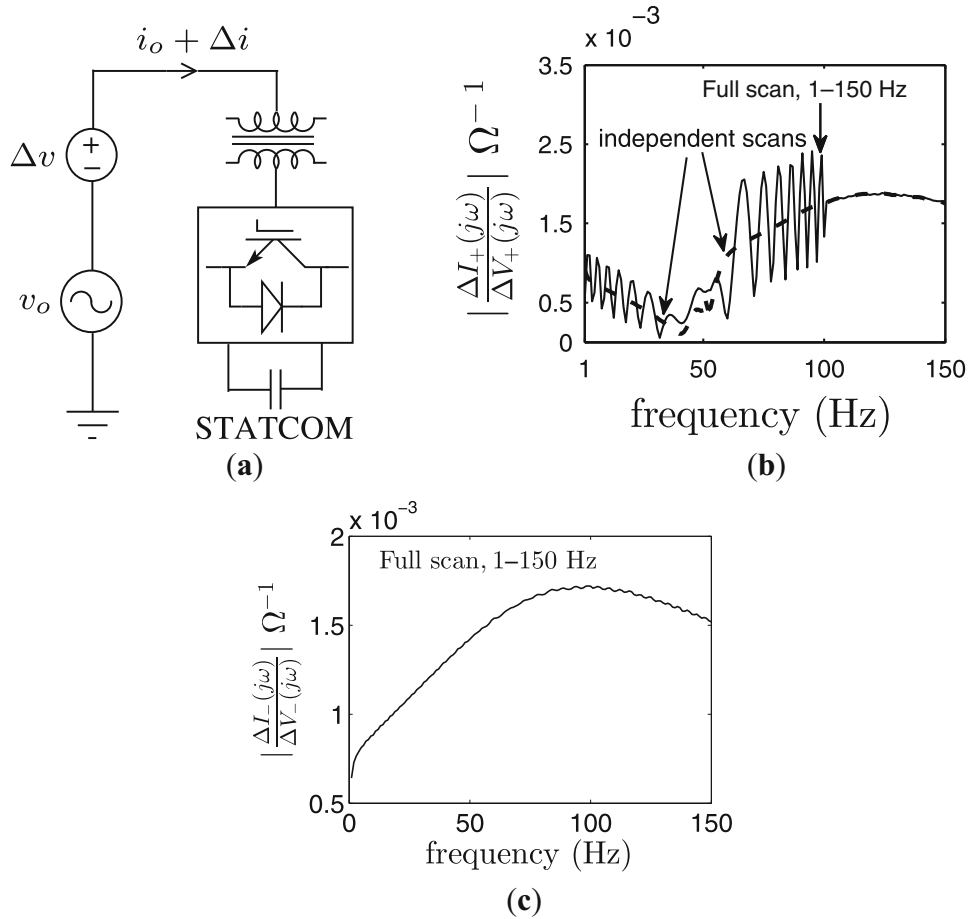 i_o + Δi
Δv
+
−
v_o
STATCOM
(a)
x 10^−3
3.5
2.5
1.5
0.5
0
| ΔI_+(jω) / ΔV_+(jω) | Ω^−1
Full scan, 1–150 Hz
independent scans
1 50 100 150
frequency (Hz)
(b)
x 10^−3
2
1.5
1
0.5
| ΔI_−(jω) / ΔV_−(jω) | Ω^−1
Full scan, 1–150 Hz
0 50 100 150
frequency (Hz)
(c)